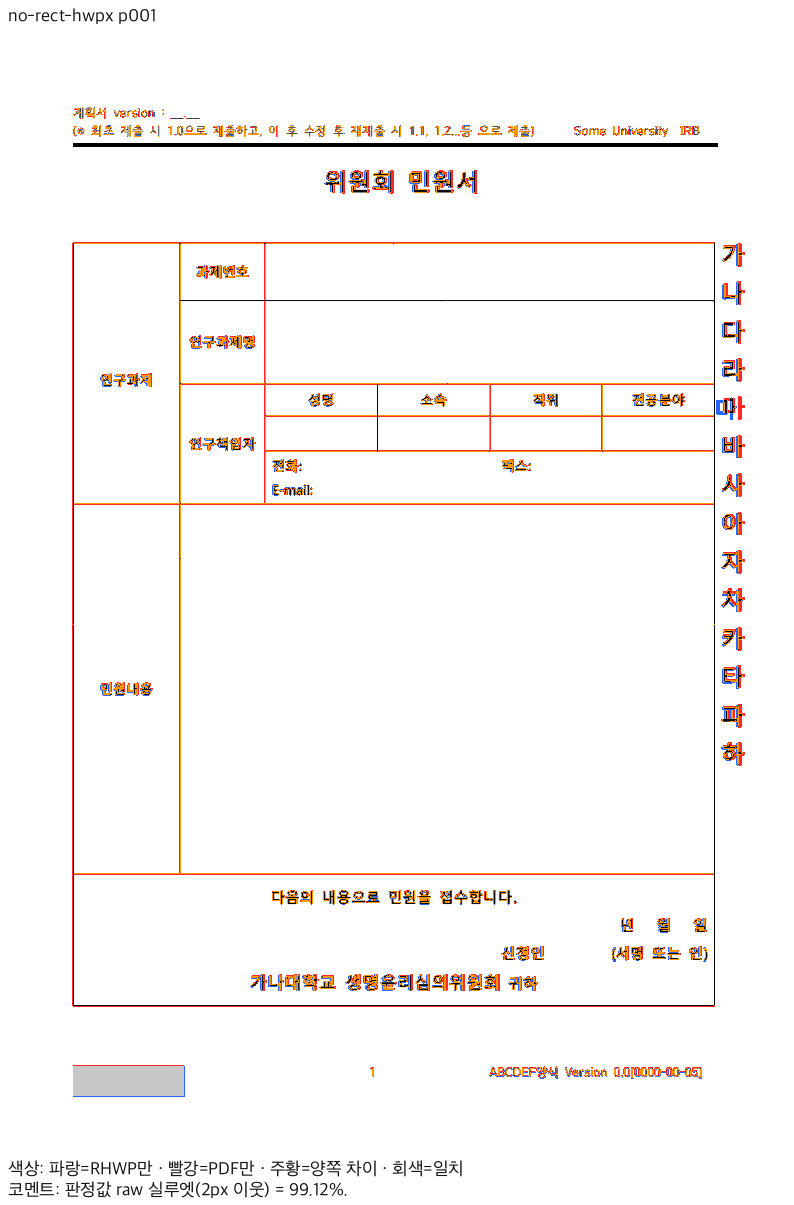 no-rect-hwpx p001
계획서 version : __.__
(※ 최초 제출 시 1.0으로 제출하고, 이 후 수정 후 재제출 시 1.1, 1.2...등 으로 제출) Soma University IRB
위원회 민원서
과제번호
연구과제명
연구과제
성명 소속 직위 전공분야
연구책임자
전화: 팩스:
E-mail:
민원내용
다음의 내용으로 민원을 접수합니다.
년 월 일
신청인 (서명 또는 인)
가나대학교 생명윤리심의위원회 귀하
가
나
다
라
마
바
사
아
자
차
카
타
파
하
1 ABCDEF양식 Version 0.0[0000-00-05]
색상: 파랑=RHWP만 · 빨강=PDF만 · 주황=양쪽 차이 · 회색=일치
코멘트: 판정값 raw 실루엣(2px 이웃) = 99.12%.